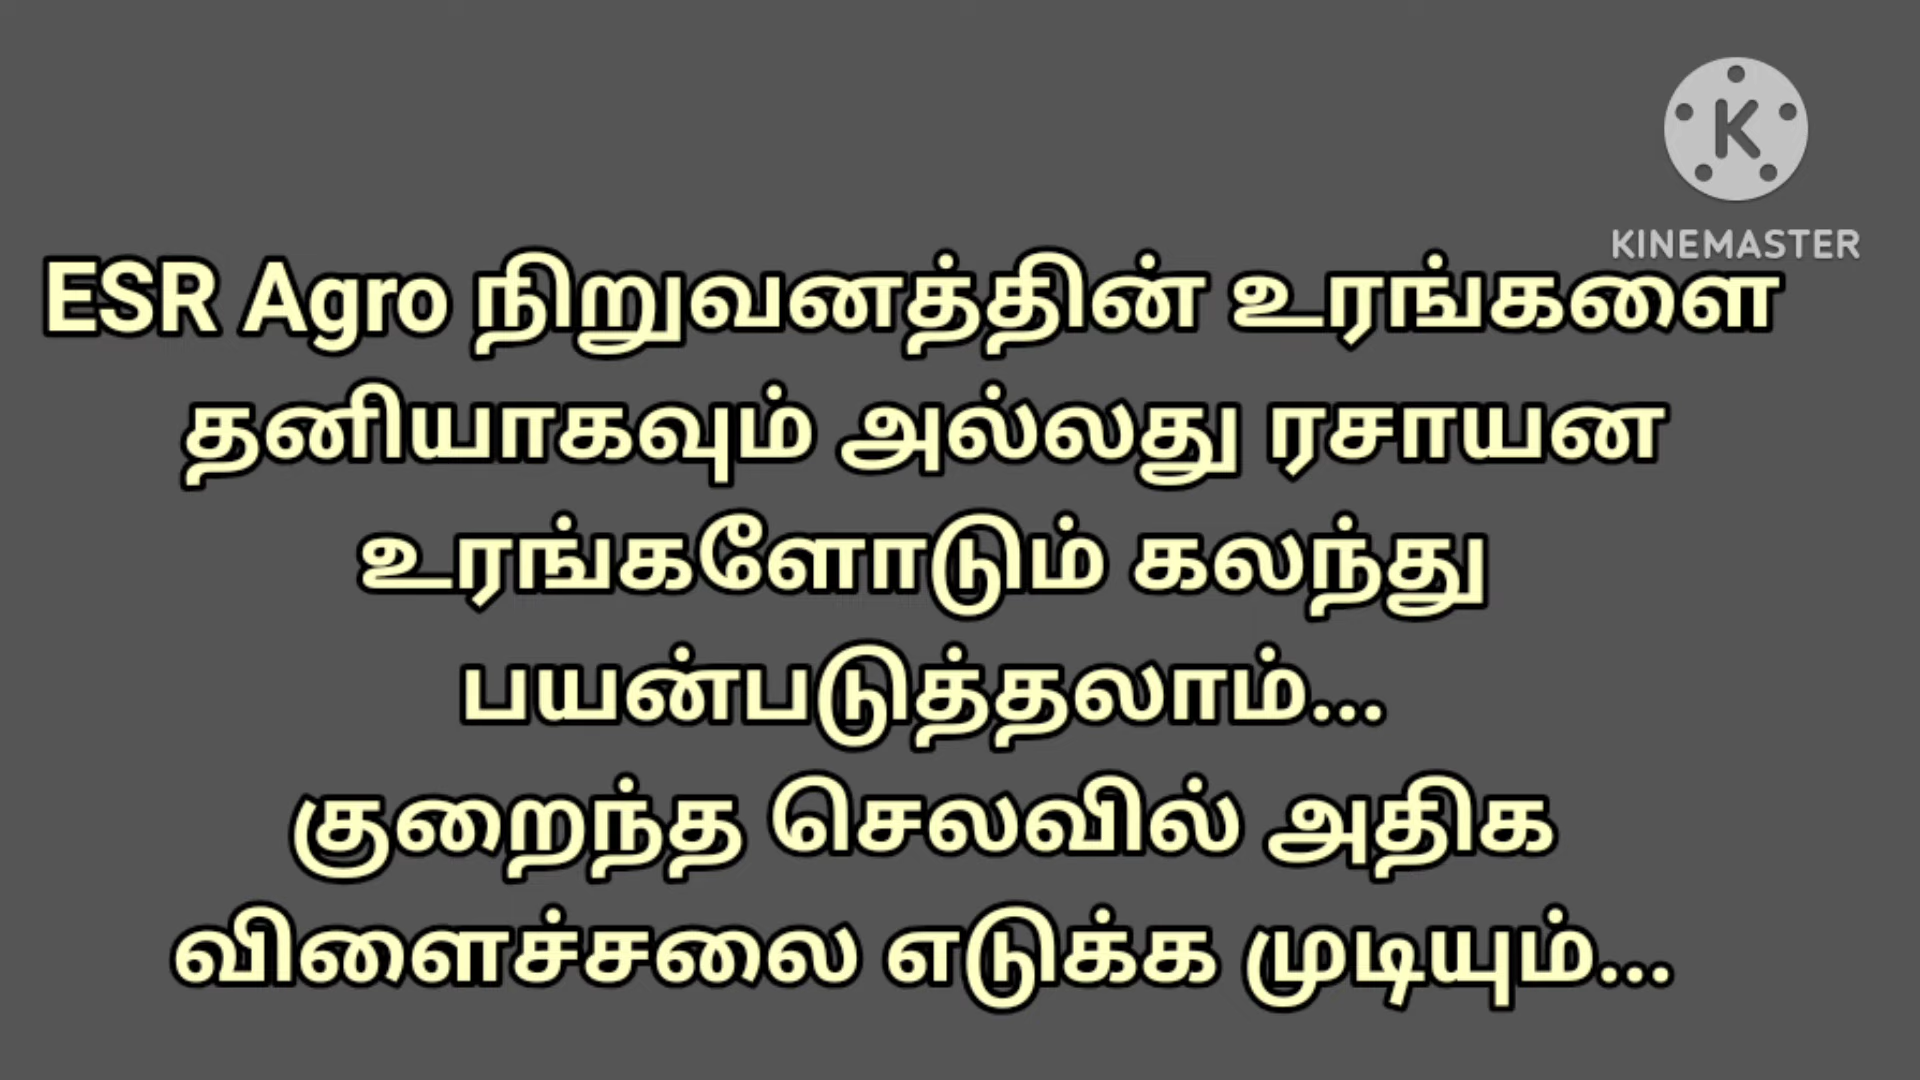 KINEMASTER
ESR Agro நிறுவனத்தின் உரங்களை
தனியாகவும் அல்லது ரசாயன
உரங்களோடும் கலந்து
பயன்படுத்தலாம்...
குறைந்த செலவில் அதிக
விளைச்சலை எடுக்க முடியும்...